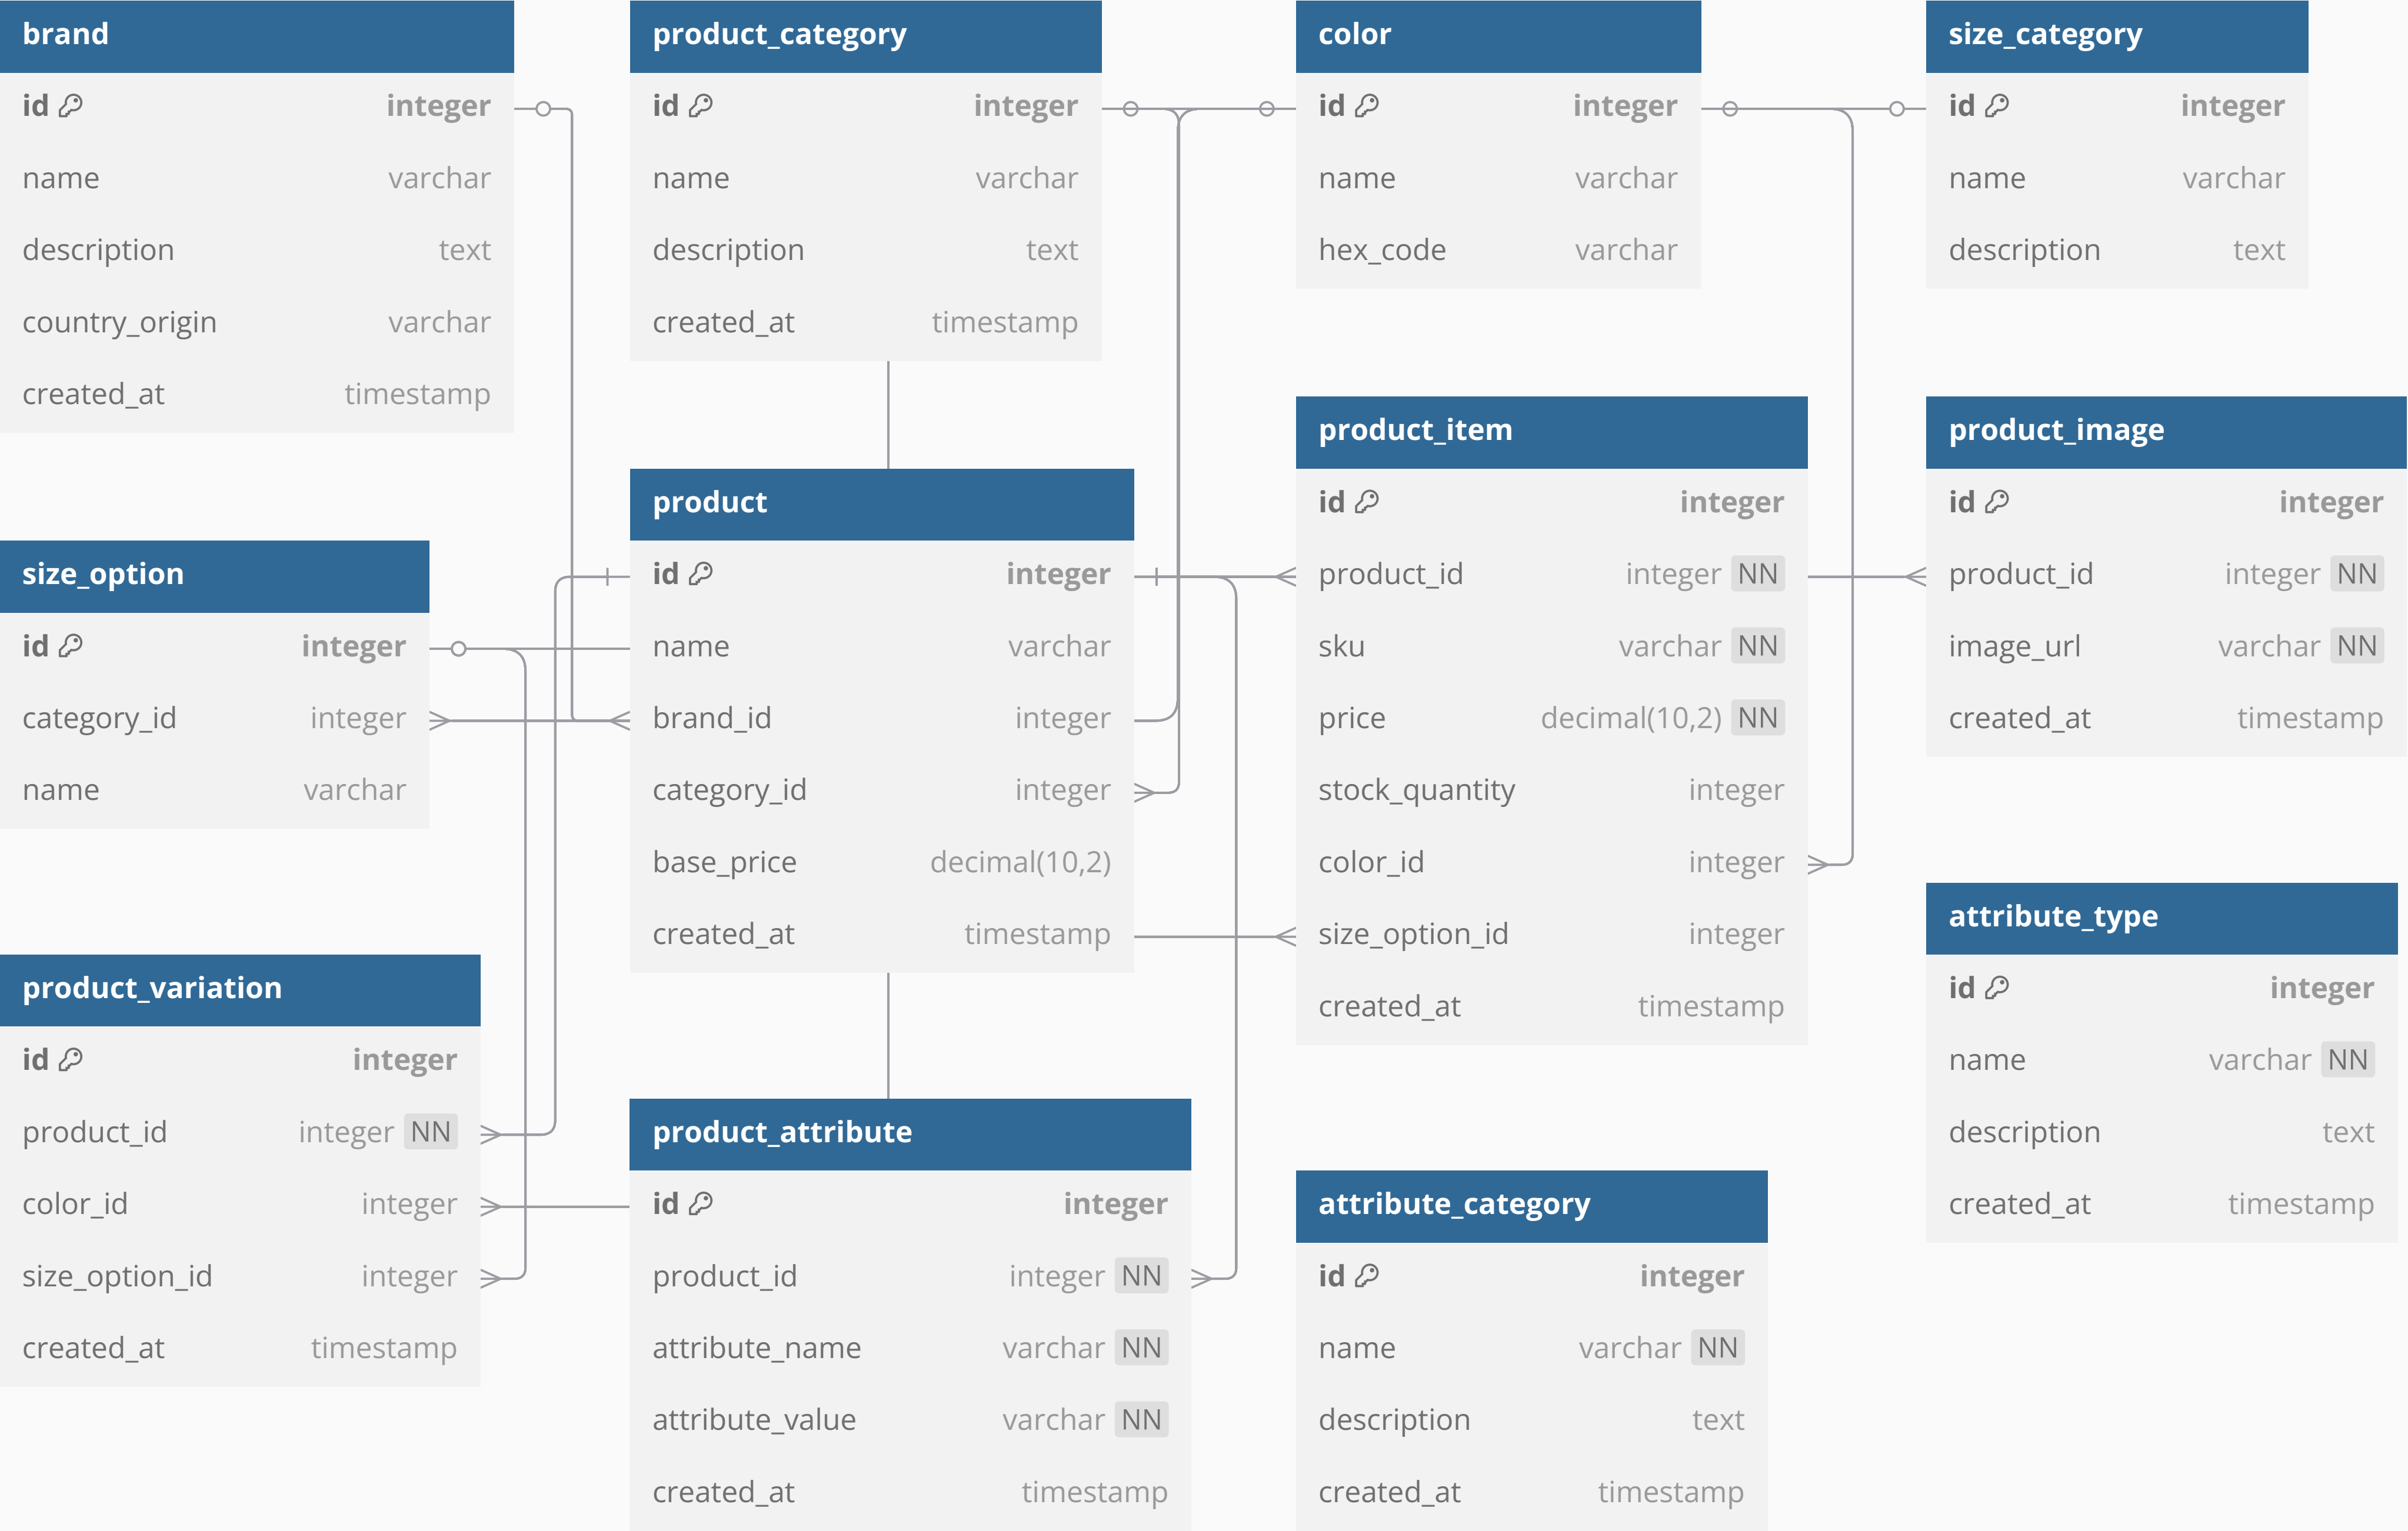 brand
id integer
name varchar
description text
country_origin varchar
created_at timestamp
product_category
id integer
name varchar
description text
created_at timestamp
color
id integer
name varchar
hex_code varchar
size_category
id integer
name varchar
description text
size_option
id integer
category_id integer
name varchar
product
id integer
name varchar
brand_id integer
category_id integer
base_price decimal(10,2)
created_at timestamp
product_item
id integer
product_id integer NN
sku varchar NN
price decimal(10,2) NN
stock_quantity integer
color_id integer
size_option_id integer
created_at timestamp
product_image
id integer
product_id integer NN
image_url varchar NN
created_at timestamp
product_variation
id integer
product_id integer NN
color_id integer
size_option_id integer
created_at timestamp
product_attribute
id integer
product_id integer NN
attribute_name varchar NN
attribute_value varchar NN
created_at timestamp
attribute_category
id integer
name varchar NN
description text
created_at timestamp
attribute_type
id integer
name varchar NN
description text
created_at timestamp